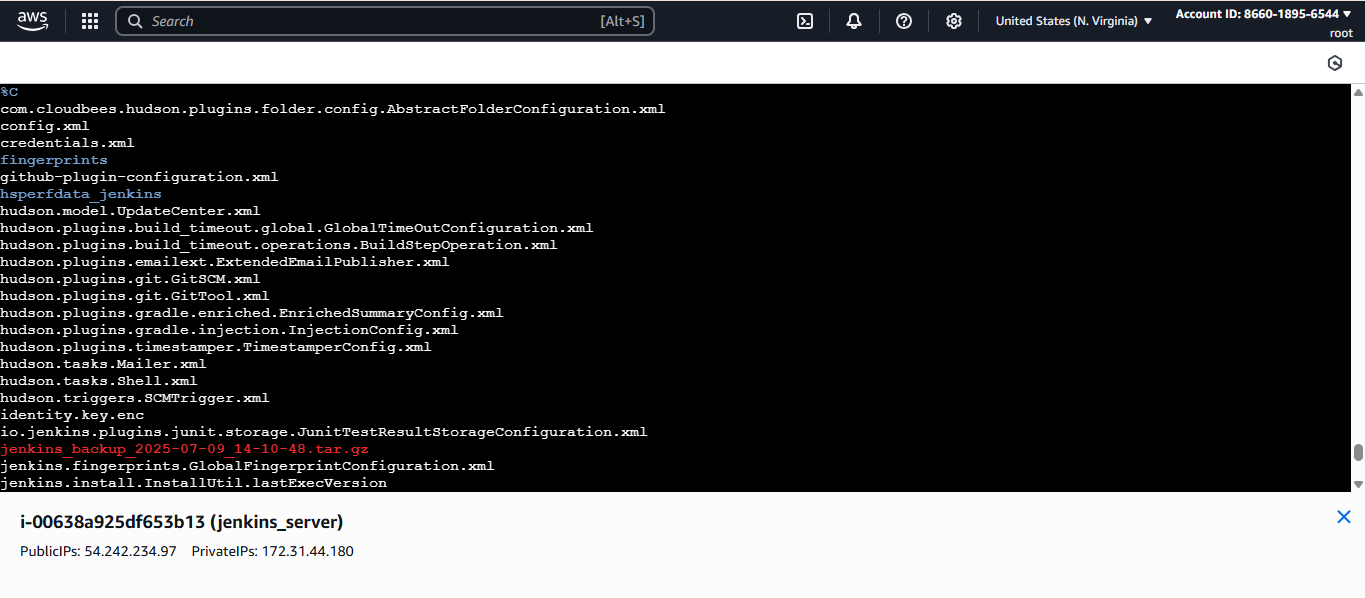 aws
Search [Alt+S] United States (N. Virginia) Account ID: 8660-1895-6544
root
%C
com.cloudbees.hudson.plugins.folder.config.AbstractFolderConfiguration.xml
config.xml
credentials.xml
fingerprints
github-plugin-configuration.xml
hsperfdata_jenkins
hudson.model.UpdateCenter.xml
hudson.plugins.build_timeout.global.GlobalTimeOutConfiguration.xml
hudson.plugins.build_timeout.operations.BuildStepOperation.xml
hudson.plugins.emailext.ExtendedEmailPublisher.xml
hudson.plugins.git.GitSCM.xml
hudson.plugins.git.GitTool.xml
hudson.plugins.gradle.enriched.EnrichedSummaryConfig.xml
hudson.plugins.gradle.injection.InjectionConfig.xml
hudson.plugins.timestamper.TimestamperConfig.xml
hudson.tasks.Mailer.xml
hudson.tasks.Shell.xml
hudson.triggers.SCMTrigger.xml
identity.key.enc
io.jenkins.plugins.junit.storage.JunitTestResultStorageConfiguration.xml
jenkins_backup_2025-07-09_14-10-48.tar.gz
jenkins.fingerprints.GlobalFingerprintConfiguration.xml
jenkins.install.InstallUtil.lastExecVersion
i-00638a925df653b13 (jenkins_server)
PublicIPs: 54.242.234.97 PrivateIPs: 172.31.44.180